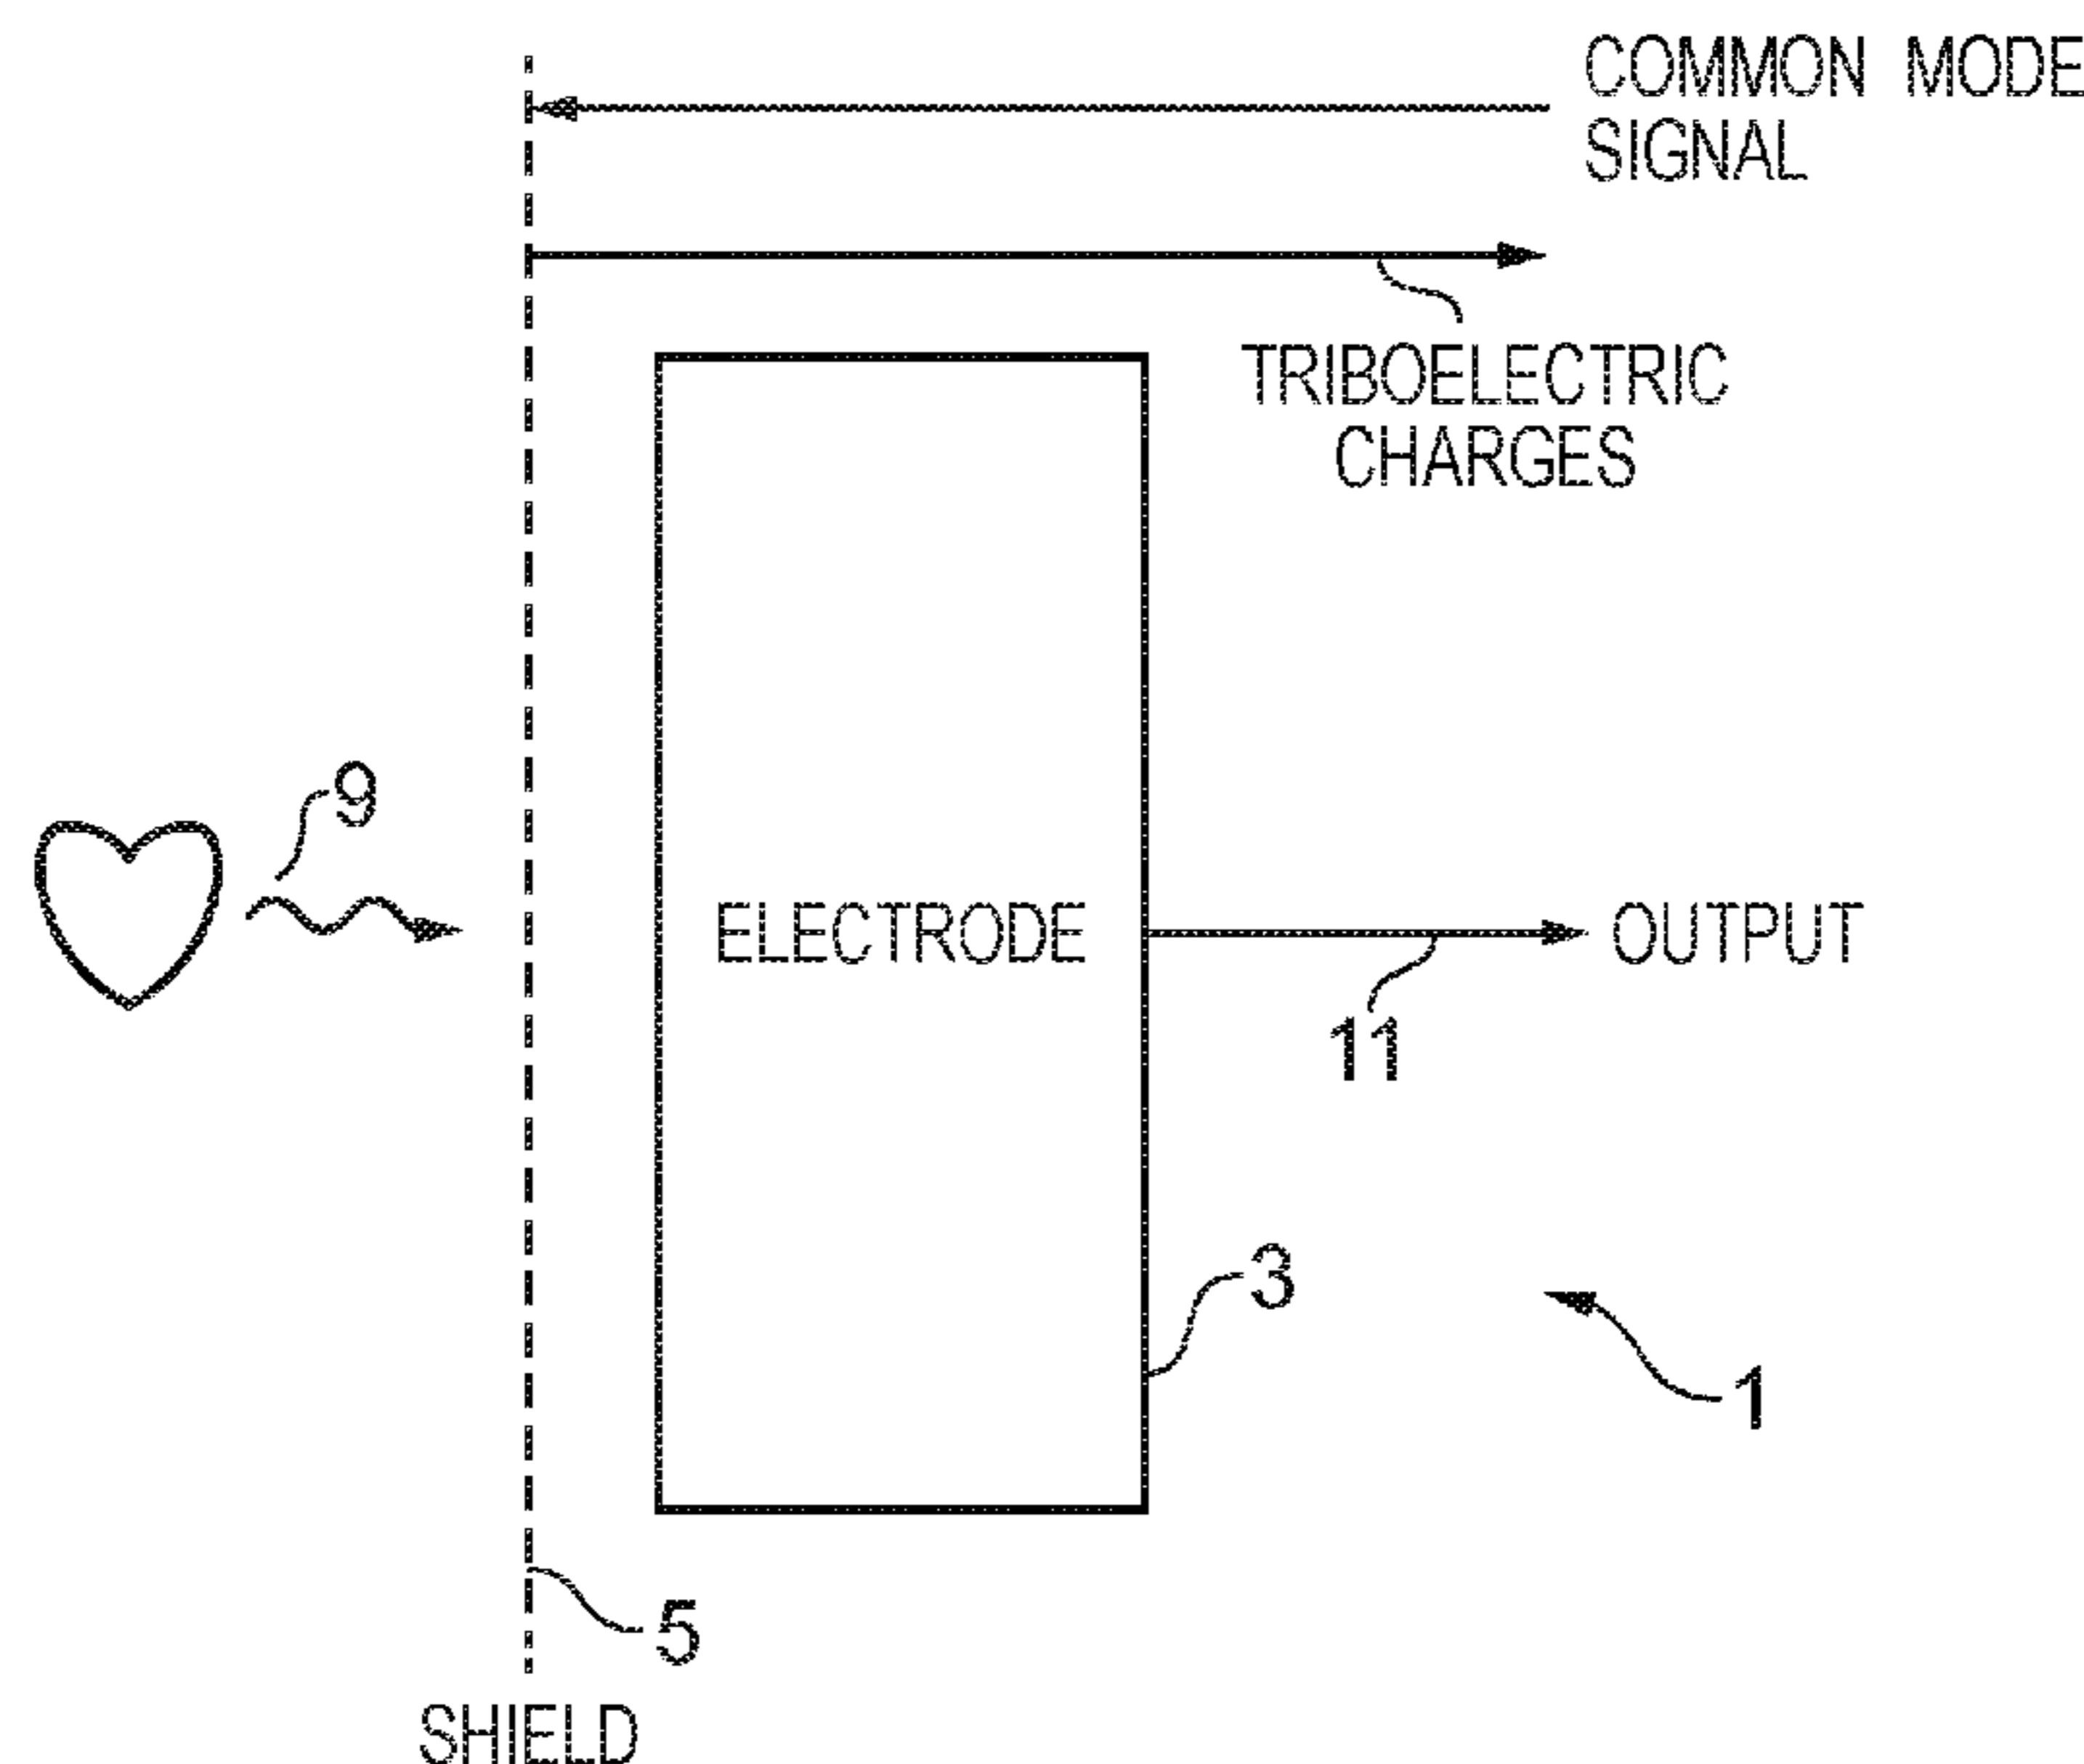 COMMON MODE
SIGNAL
TRIBOELECTRIC
CHARGES
9
ELECTRODE
OUTPUT
11
3
1
5
SHIELD